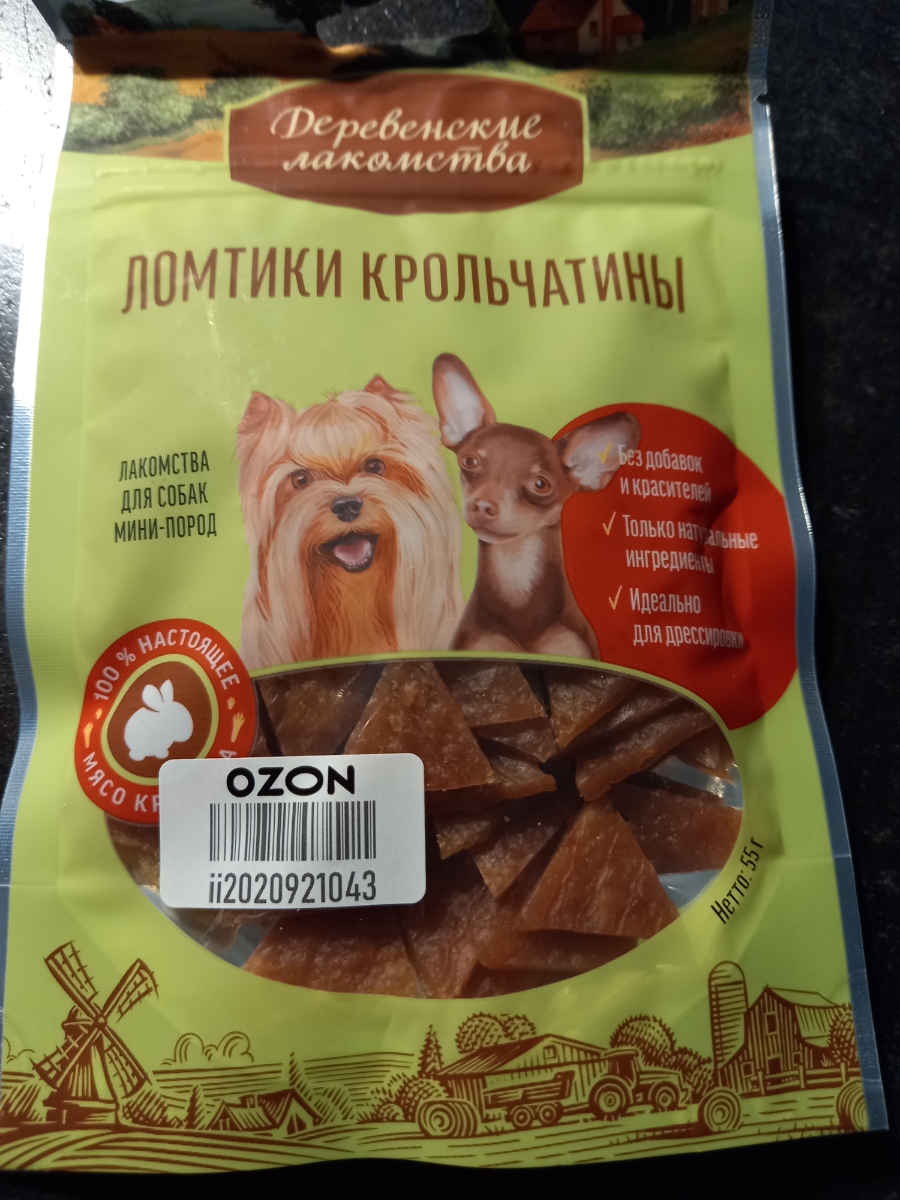 Деревенские
лакомства
ЛОМТИКИ КРОЛЬЧАТИНЫ
ЛАКОМСТВА
ДЛЯ СОБАК
МИНИ-ПОРОД
Без добавок
и красителей
Только натуральные
ингредиенты
Идеально
для дрессировки
100 % НАСТОЯЩЕЕ
МЯСО
OZON
ii2020921043
Нетто: 55 г